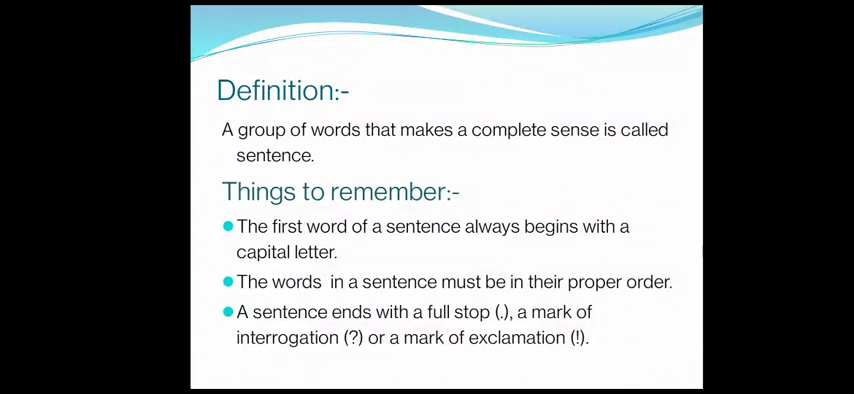 Definition:-
A group of words that makes a complete sense is called
sentence.
Things to remember:-
The first word of a sentence always begins with a
capital letter.
The words in a sentence must be in their proper order.
A sentence ends with a full stop (.), a mark of
interrogation (?) or a mark of exclamation (!).